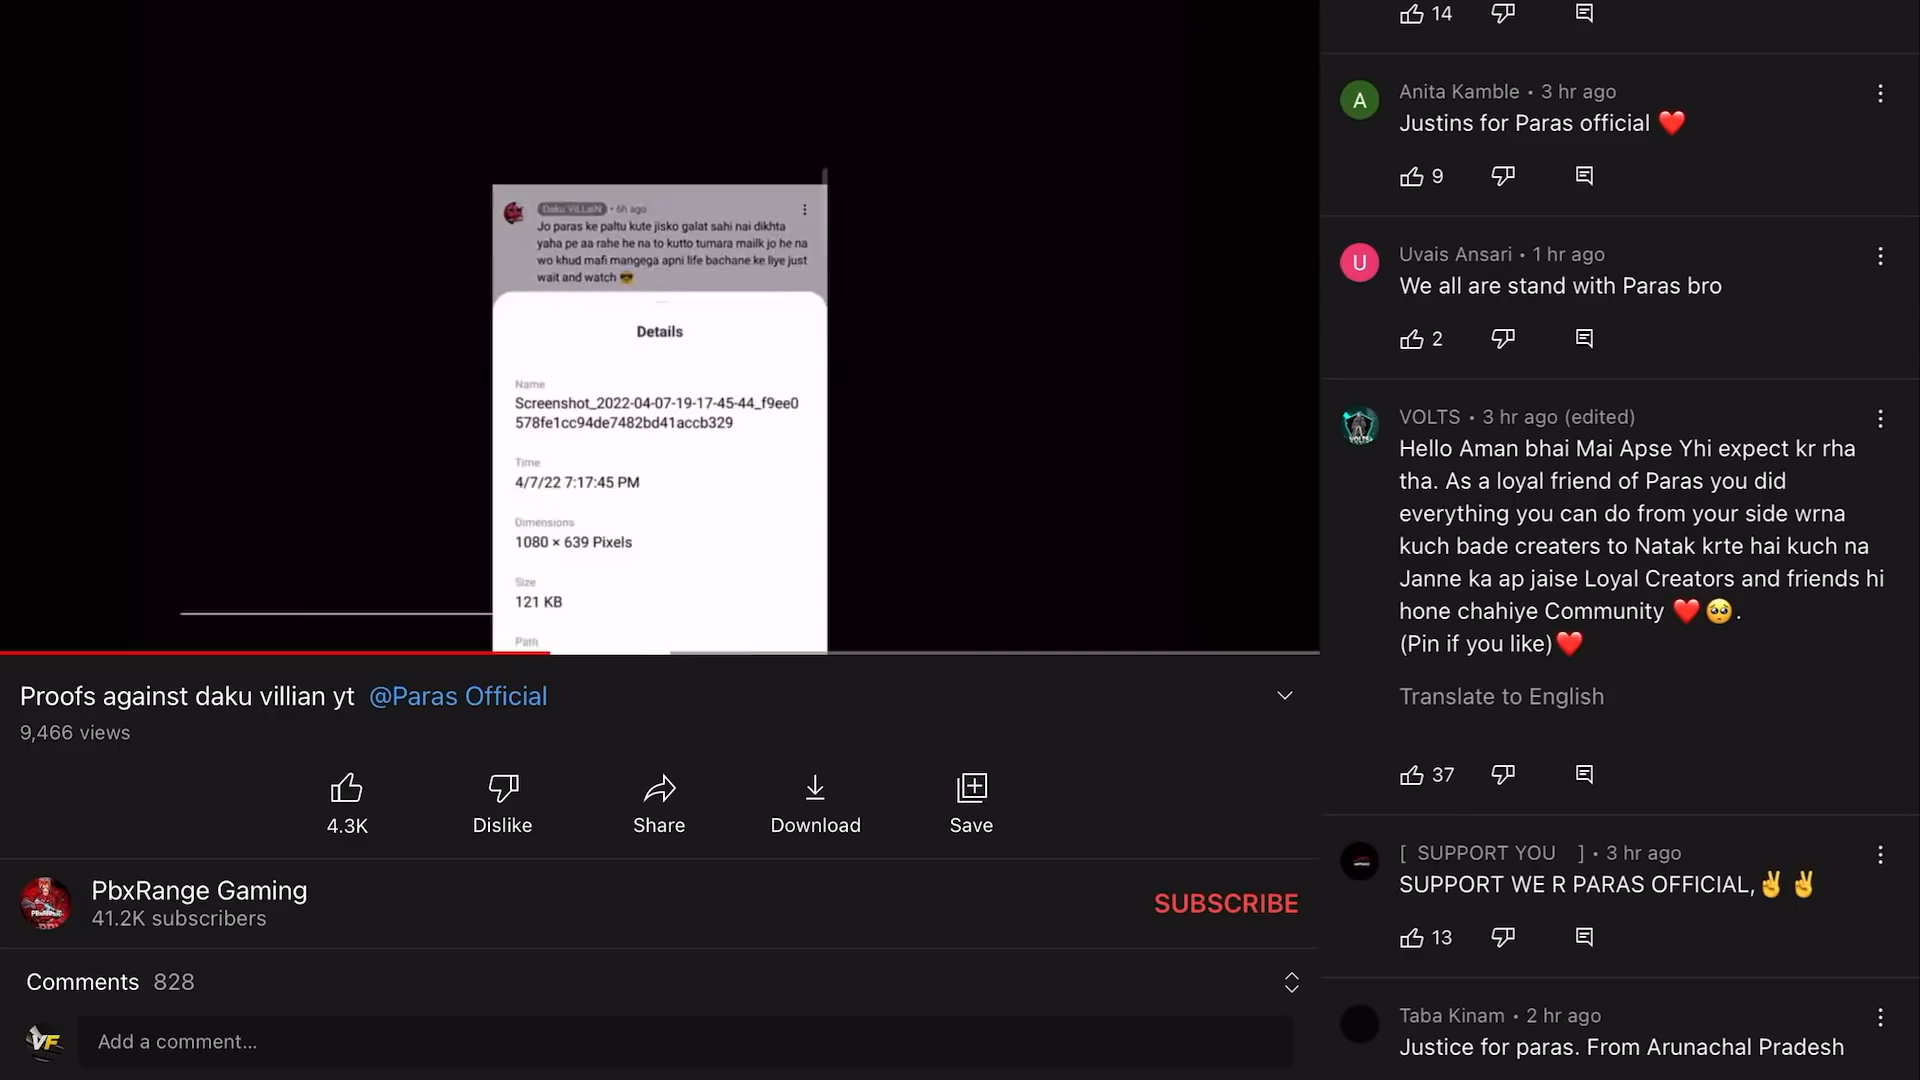 Daku ViLLaiN • 6h ago
Jo paras ke paltu kute jisko galat sahi nai dikhta
yaha pe aa rahe he na to kutto tumara mailk jo he na
wo khud mafi mangega apni life bachane ke liye just
wait and watch 😎
Details
Name
Screenshot_2022-04-07-19-17-45-44_f9ee0
578fe1cc94de7482bd41accb329
Time
4/7/22 7:17:45 PM
Dimensions
1080 × 639 Pixels
Size
121 KB
Path
Proofs against daku villian yt @Paras Official
9,466 views
4.3K
Dislike
Share
Download
Save
PbxRange Gaming
41.2K subscribers
SUBSCRIBE
Comments 828
VF
Add a comment...
14
A
Anita Kamble • 3 hr ago
Justins for Paras official ❤️
9
U
Uvais Ansari • 1 hr ago
We all are stand with Paras bro
2
VOLTS • 3 hr ago (edited)
Hello Aman bhai Mai Apse Yhi expect kr rha
tha. As a loyal friend of Paras you did
everything you can do from your side wrna
kuch bade creaters to Natak krte hai kuch na
Janne ka ap jaise Loyal Creators and friends hi
hone chahiye Community ❤️🥺.
(Pin if you like)❤️
Translate to English
37
[ SUPPORT YOU ] • 3 hr ago
SUPPORT WE R PARAS OFFICIAL,✌️✌️
13
Taba Kinam • 2 hr ago
Justice for paras. From Arunachal Pradesh